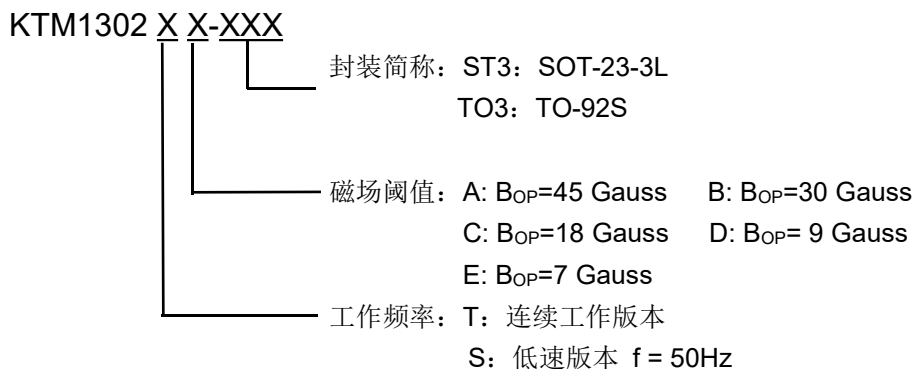 KTM1302 X X-XXX
封装简称：ST3：SOT-23-3L
TO3：TO-92S
磁场阈值：A: BOP=45 Gauss B: BOP=30 Gauss
C: BOP=18 Gauss D: BOP= 9 Gauss
E: BOP=7 Gauss
工作频率：T：连续工作版本
S：低速版本 f = 50Hz